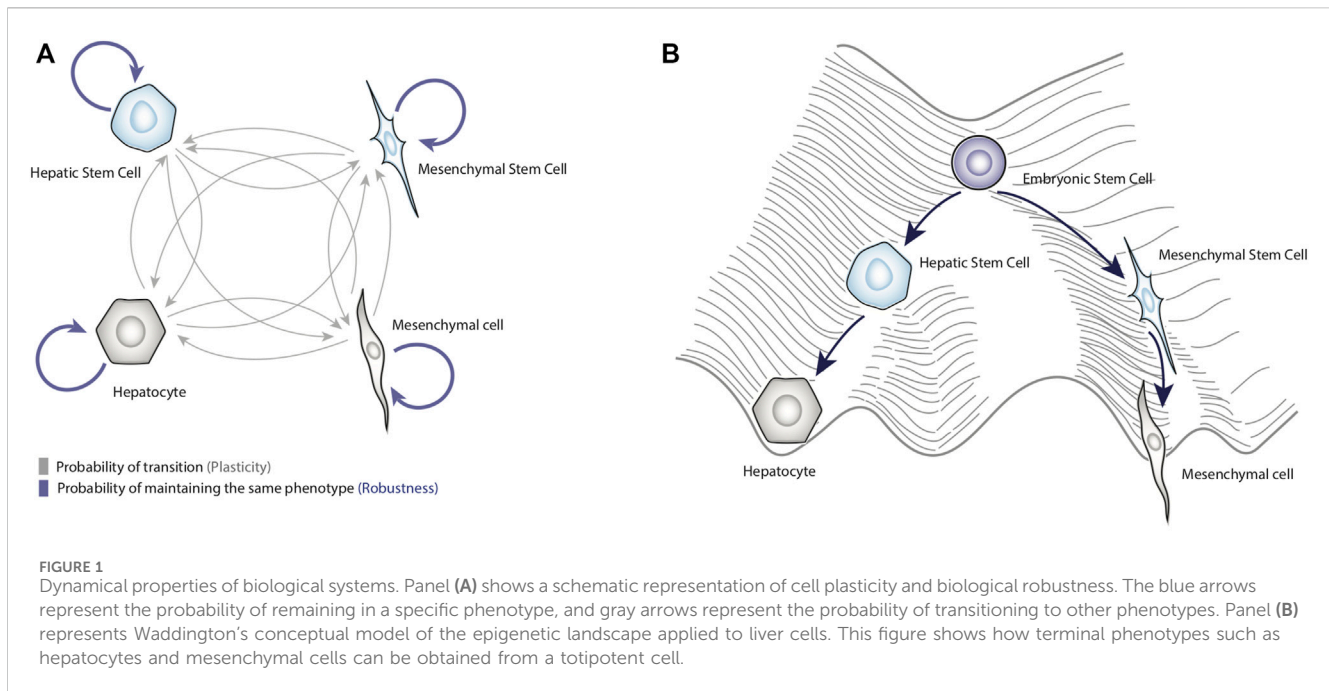 A
Hepatic Stem Cell
Mesenchymal Stem Cell
Mesenchymal cell
Hepatocyte
Probability of transition (Plasticity)
Probability of maintaining the same phenotype (Robustness)
B
Embryonic Stem Cell
Hepatic Stem Cell
Mesenchymal Stem Cell
Hepatocyte
Mesenchymal cell
FIGURE 1
Dynamical properties of biological systems. Panel (A) shows a schematic representation of cell plasticity and biological robustness. The blue arrows
represent the probability of remaining in a specific phenotype, and gray arrows represent the probability of transitioning to other phenotypes. Panel (B)
represents Waddington's conceptual model of the epigenetic landscape applied to liver cells. This figure shows how terminal phenotypes such as
hepatocytes and mesenchymal cells can be obtained from a totipotent cell.